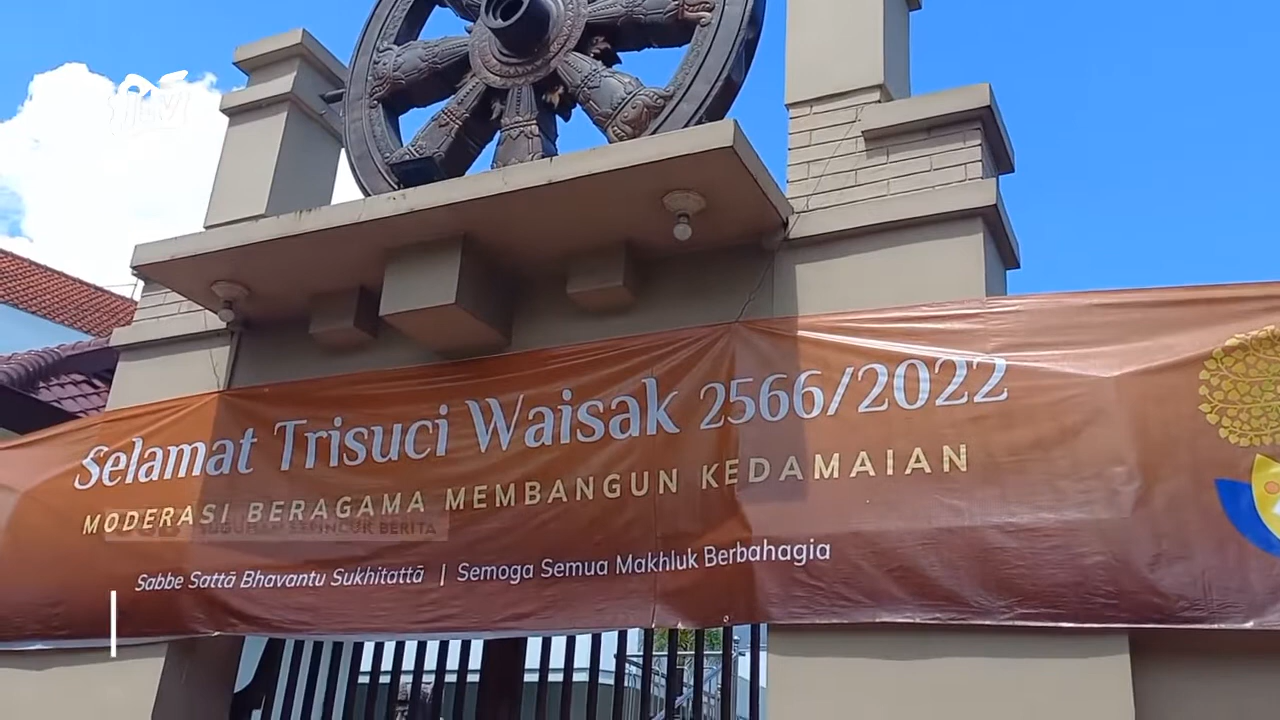 Selamat Trisuci Waisak 2566/2022
MODERASI BERAGAMA MEMBANGUN KEDAMAIAN
Sabbe Sattā Bhavantu Sukhitattā | Semoga Semua Makhluk Berbahagia